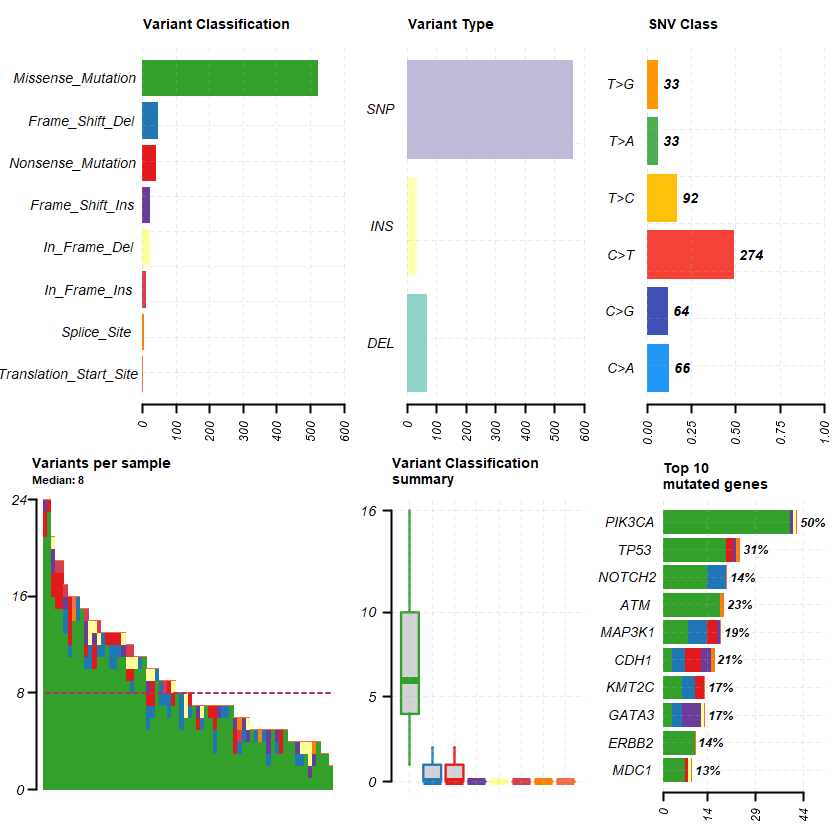 Variant Classification
Missense_Mutation
Frame_Shift_Del
Nonsense_Mutation
Frame_Shift_Ins
In_Frame_Del
In_Frame_Ins
Splice_Site
Translation_Start_Site
0 100 200 300 400 500 600
Variant Type
SNP
INS
DEL
0 100 200 300 400 500 600
SNV Class
T>G 33
T>A 33
T>C 92
C>T 274
C>G 64
C>A 66
0.00 0.25 0.50 0.75 1.00
Variants per sample
Median: 8
24
16
8
0
Variant Classification
summary
16
10
5
0
Top 10
mutated genes
PIK3CA 50%
TP53 31%
NOTCH2 14%
ATM 23%
MAP3K1 19%
CDH1 21%
KMT2C 17%
GATA3 17%
ERBB2 14%
MDC1 13%
0 14 29 44